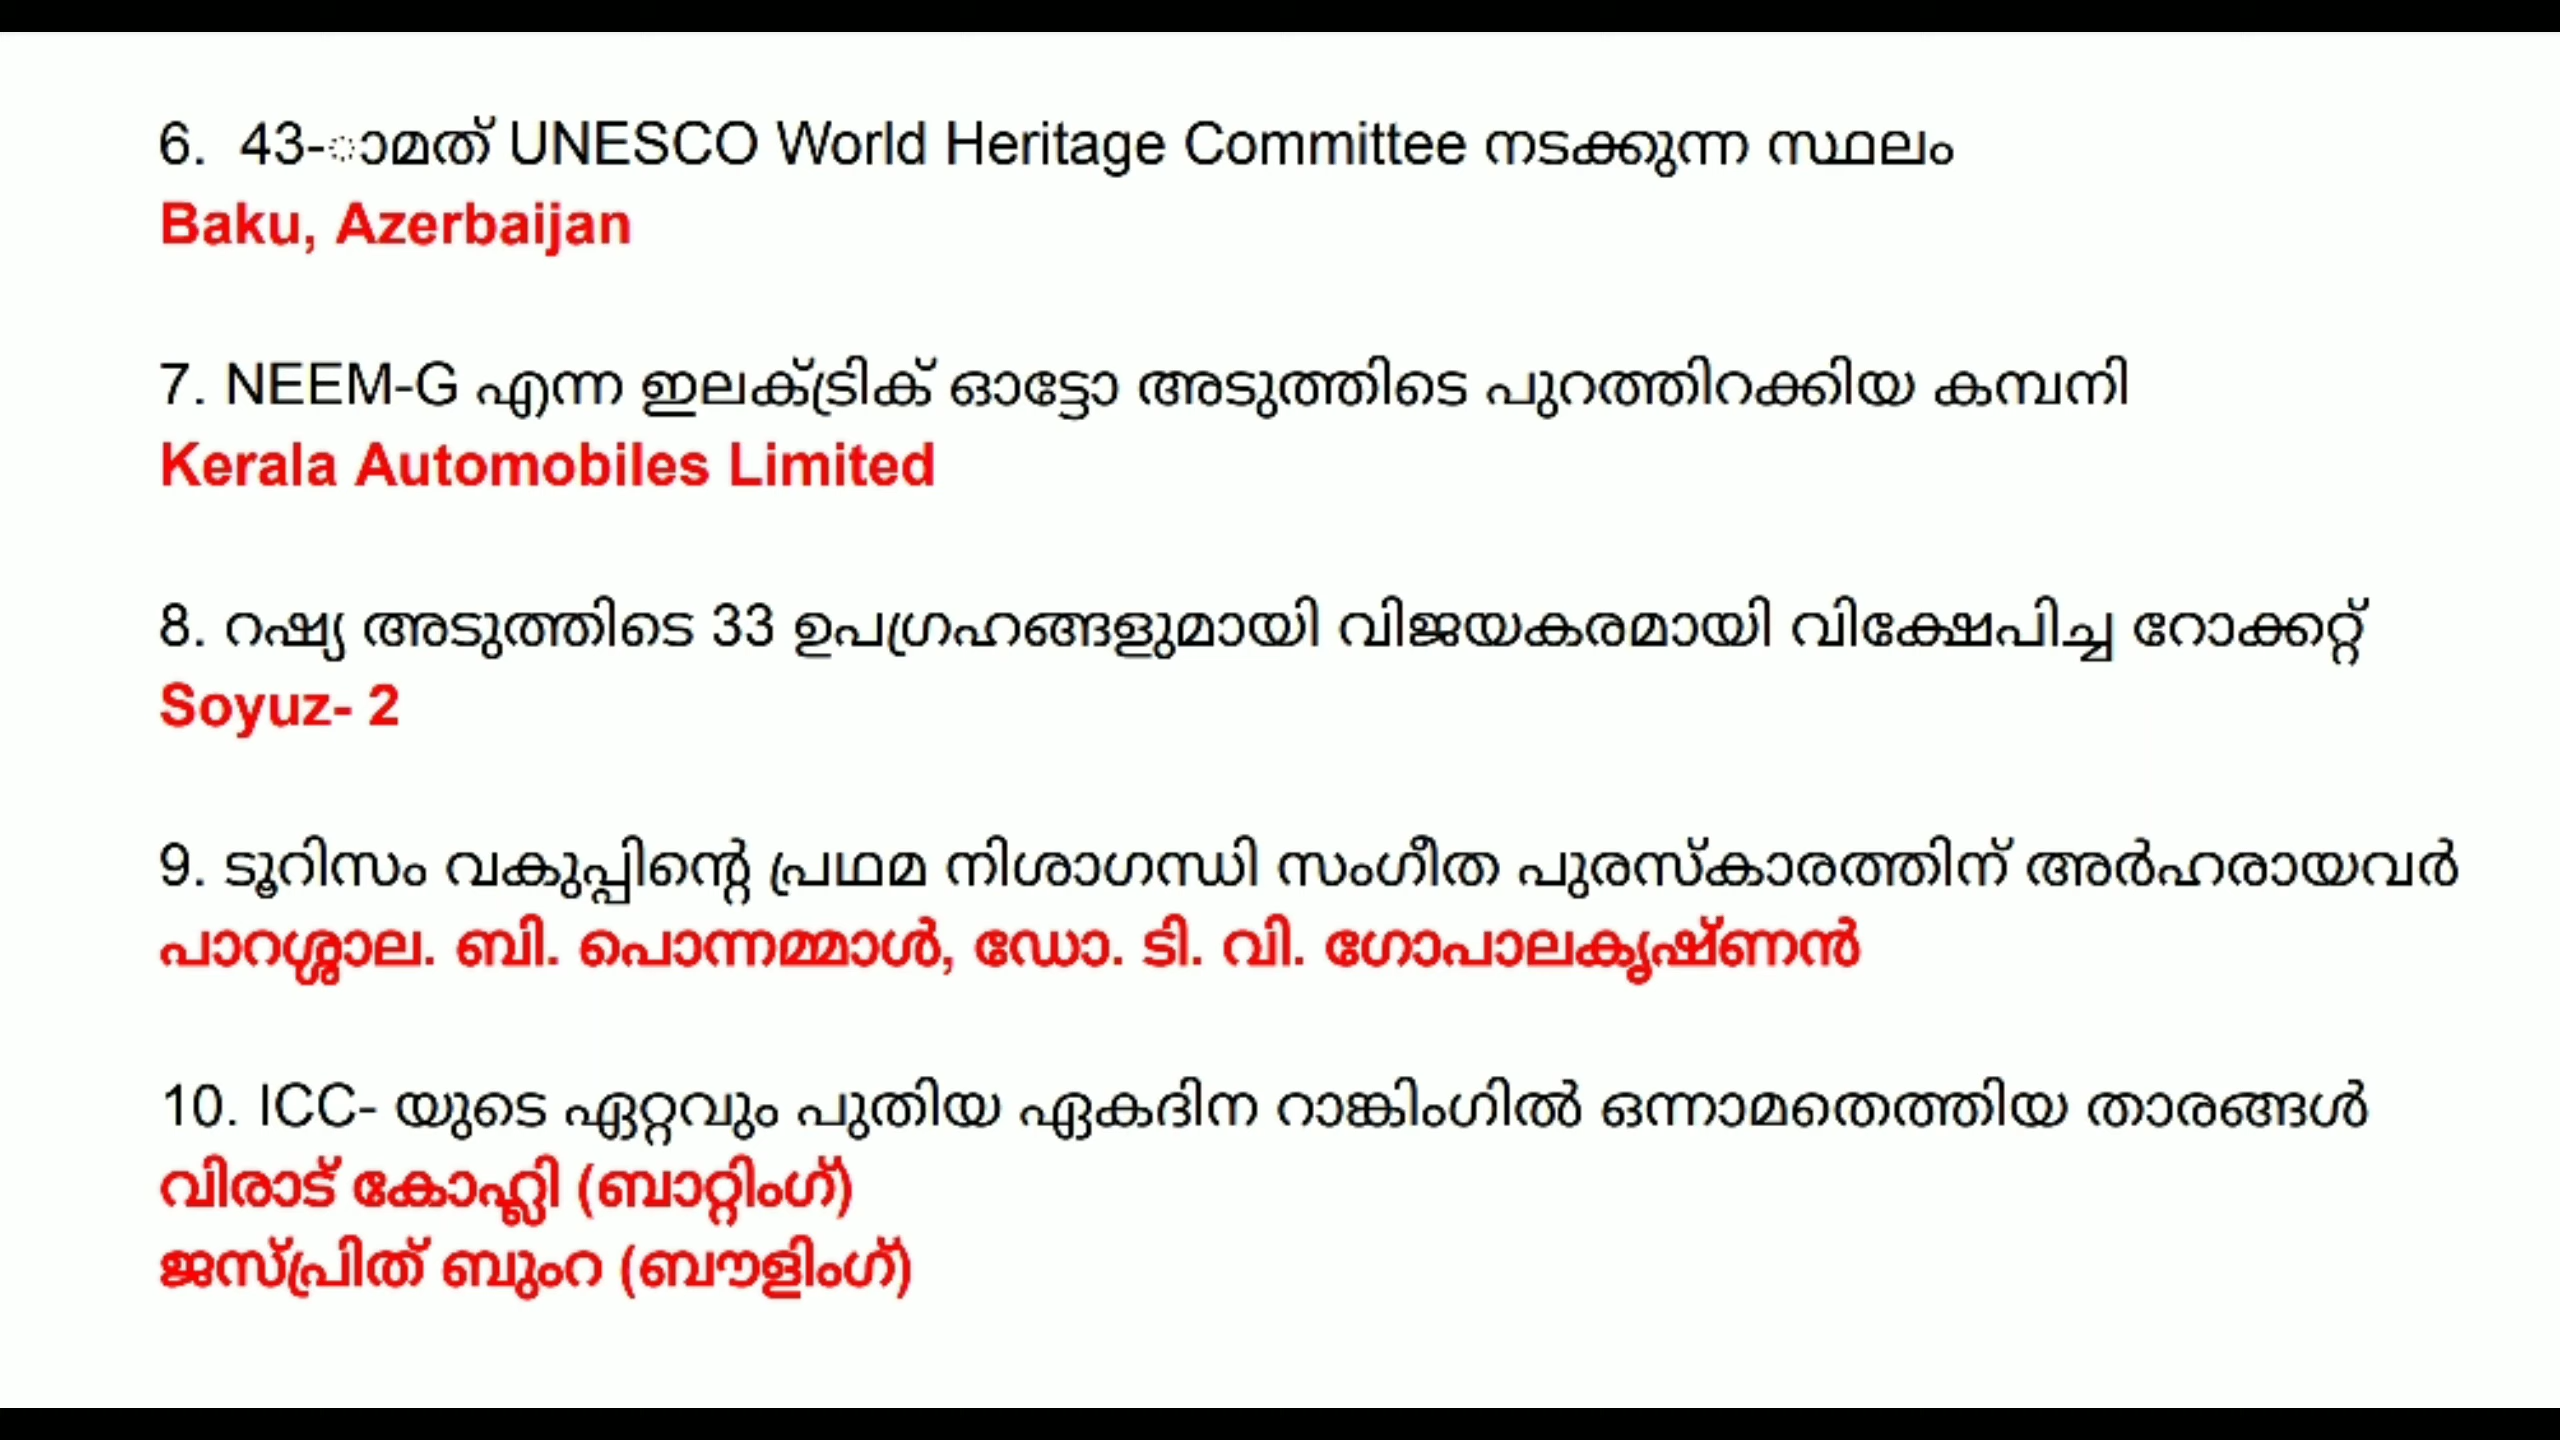 6. 43-ാമത് UNESCO World Heritage Committee നടക്കുന്ന സ്ഥലം
Baku, Azerbaijan
7. NEEM-G എന്ന ഇലക്ട്രിക് ഓട്ടോ അടുത്തിടെ പുറത്തിറക്കിയ കമ്പനി
Kerala Automobiles Limited
8. റഷ്യ അടുത്തിടെ 33 ഉപഗ്രഹങ്ങളുമായി വിജയകരമായി വിക്ഷേപിച്ച റോക്കറ്റ്
Soyuz- 2
9. ടൂറിസം വകുപ്പിന്റെ പ്രഥമ നിശാഗന്ധി സംഗീത പുരസ്കാരത്തിന് അർഹരായവർ
പാറശ്ശാല. ബി. പൊന്നമ്മാൾ, ഡോ. ടി. വി. ഗോപാലകൃഷ്ണൻ
10. ICC- യുടെ ഏറ്റവും പുതിയ ഏകദിന റാങ്കിംഗിൽ ഒന്നാമതെത്തിയ താരങ്ങൾ
വിരാട് കോഹ്ലി (ബാറ്റിംഗ്)
ജസ്പ്രിത് ബുംറ (ബൗളിംഗ്)